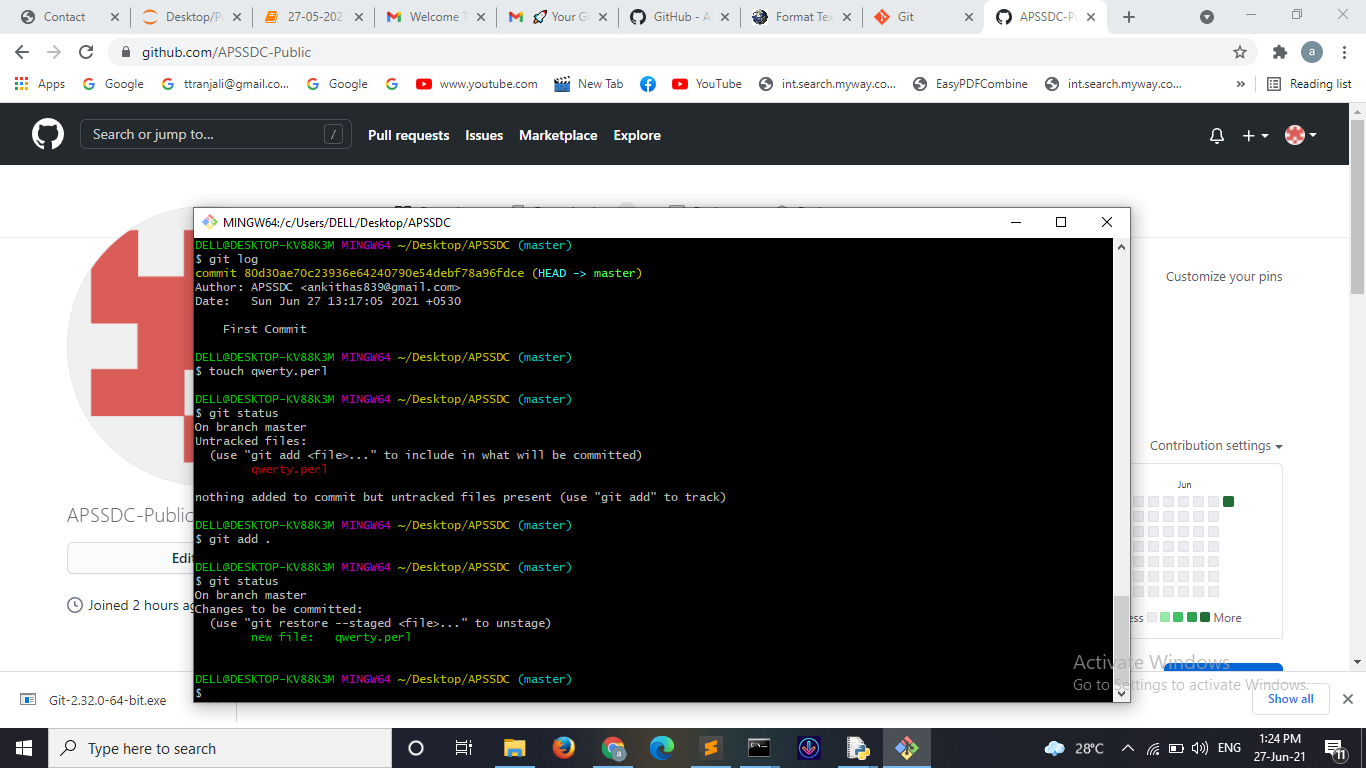 Contact
Desktop/P
27-05-202
Welcome T
Your G
GitHub - A
Format Tex
Git
APSSDC-Pu
github.com/APSSDC-Public
a
Apps
Google
ttranjali@gmail.co...
Google
www.youtube.com
New Tab
YouTube
int.search.myway.co...
EasyPDFCombine
int.search.myway.co...
»
Reading list
Search or jump to...
/
Pull requests
Issues
Marketplace
Explore
MINGW64:/c/Users/DELL/Desktop/APSSDC
DELL@DESKTOP-KV88K3M MINGW64 ~/Desktop/APSSDC (master)
$ git log
commit 80d30ae70c23936e64240790e54debf78a96fdce (HEAD -> master)
Author: APSSDC <ankithas839@gmail.com>
Date:   Sun Jun 27 13:17:05 2021 +0530
First Commit
DELL@DESKTOP-KV88K3M MINGW64 ~/Desktop/APSSDC (master)
$ touch qwerty.perl
DELL@DESKTOP-KV88K3M MINGW64 ~/Desktop/APSSDC (master)
$ git status
On branch master
Untracked files:
(use "git add <file>..." to include in what will be committed)
qwerty.perl
nothing added to commit but untracked files present (use "git add" to track)
DELL@DESKTOP-KV88K3M MINGW64 ~/Desktop/APSSDC (master)
$ git add .
DELL@DESKTOP-KV88K3M MINGW64 ~/Desktop/APSSDC (master)
$ git status
On branch master
Changes to be committed:
(use "git restore --staged <file>..." to unstage)
new file:   qwerty.perl
DELL@DESKTOP-KV88K3M MINGW64 ~/Desktop/APSSDC (master)
$
APSSDC-Public
Edi
Joined 2 hours ag
Customize your pins
Contribution settings
Jun
ess
More
Activate Windows
Go to Settings to activate Windows.
Git-2.32.0-64-bit.exe
Show all
Type here to search
a
28°C
ENG
1:24 PM
27-Jun-21
11